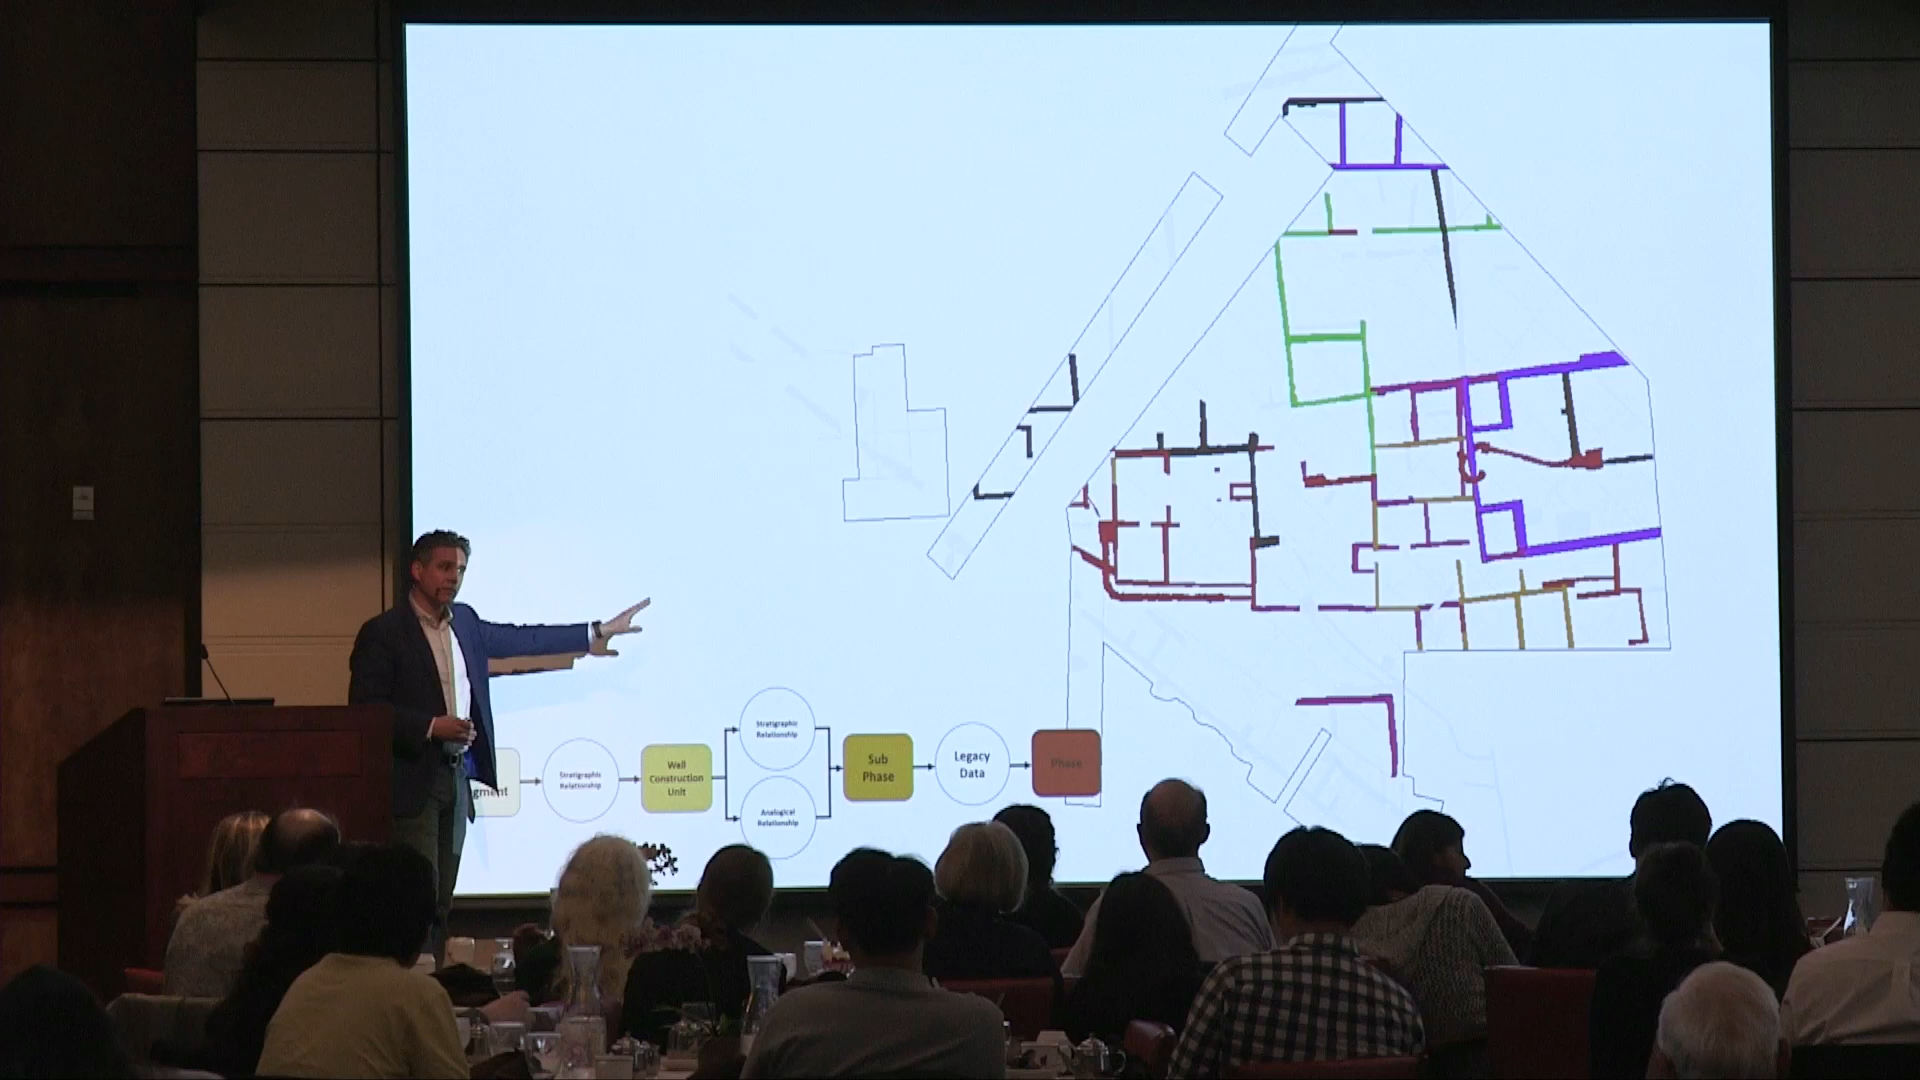 gment
Stratigraphic
Relationship
Wall
Construction
Unit
Stratigraphic
Relationship
Analogical
Relationship
Sub
Phase
Legacy
Data
Phase